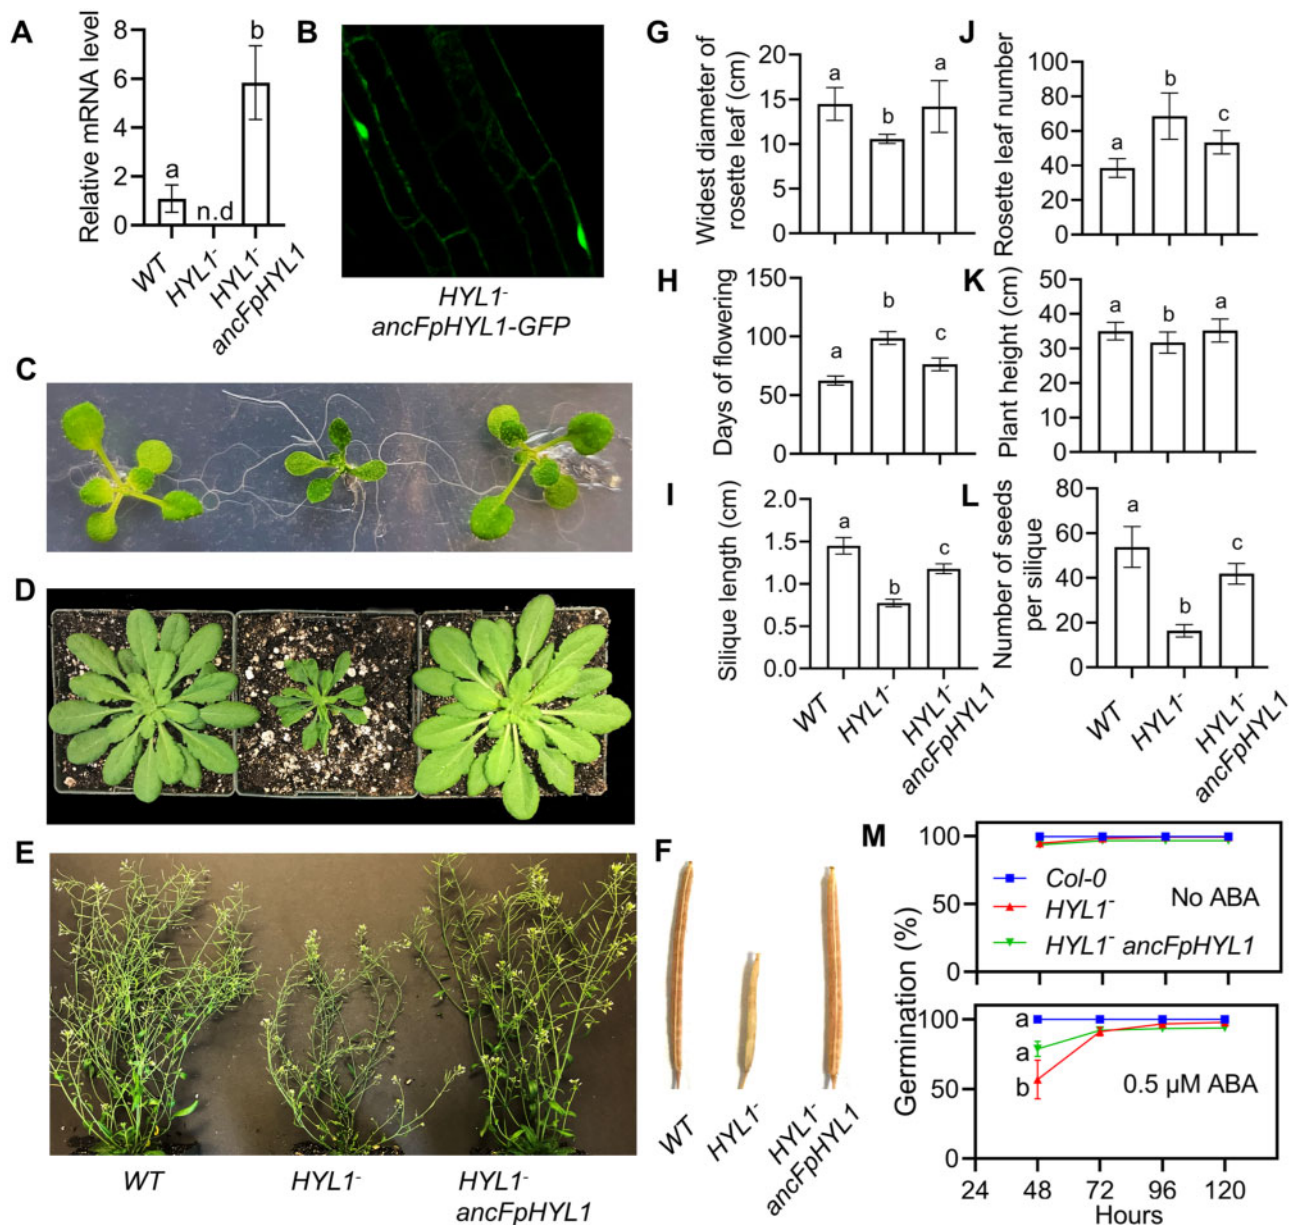 A
Relative mRNA level
8
6
4
2
0
a
n.d
b
WT
HYL1-
HYL1-
ancFpHYL1
B
HYL1-
ancFpHYL1-GFP
C
D
E
WT
HYL1-
HYL1-
ancFpHYL1
F
WT
HYL1-
HYL1-
ancFpHYL1
G
Widest diameter of
rosette leaf (cm)
20
15
10
5
0
a
b
a
H
Days of flowering
150
100
50
0
a
b
c
I
Silique length (cm)
2.0
1.5
1.0
0.5
0.0
a
b
c
WT
HYL1-
HYL1-
ancFpHYL1
J
Rosette leaf number
100
80
60
40
20
0
a
b
c
K
Plant height (cm)
50
40
30
20
10
0
a
b
a
L
Number of seeds
per silique
80
60
40
20
0
a
b
c
WT
HYL1-
HYL1-
ancFpHYL1
M
Germination (%)
100
50
0
Col-0
HYL1-
HYL1- ancFpHYL1
No ABA
100
50
0
a
a
b
0.5 µM ABA
24 48 72 96 120
Hours